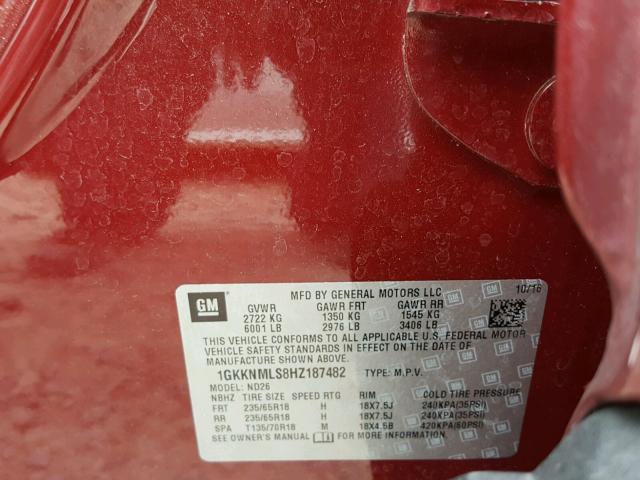 MFD BY GENERAL MOTORS LLC 10/16
GM GVWR GAWR FRT GAWR RR
2722 KG 1350 KG 1545 KG
6001 LB 2976 LB 3406 LB
THIS VEHICLE CONFORMS TO ALL APPLICABLE U.S. FEDERAL MOTOR
VEHICLE SAFETY STANDARDS IN EFFECT ON THE DATE OF
MANUFACTURE SHOWN ABOVE.
1GKKNMLS8HZ187482 TYPE: M.P.V.
MODEL: ND26
NBHZ TIRE SIZE SPEED RTG RIM COLD TIRE PRESSURE
FRT 235/65R18 H 18X7.5J 240KPA(35PSI)
RR 235/65R18 H 18X7.5J 240KPA(35PSI)
SPA T135/70R18 M 18X4.5B 420KPA(60PSI)
SEE OWNER'S MANUAL FOR MORE INFORMATION.